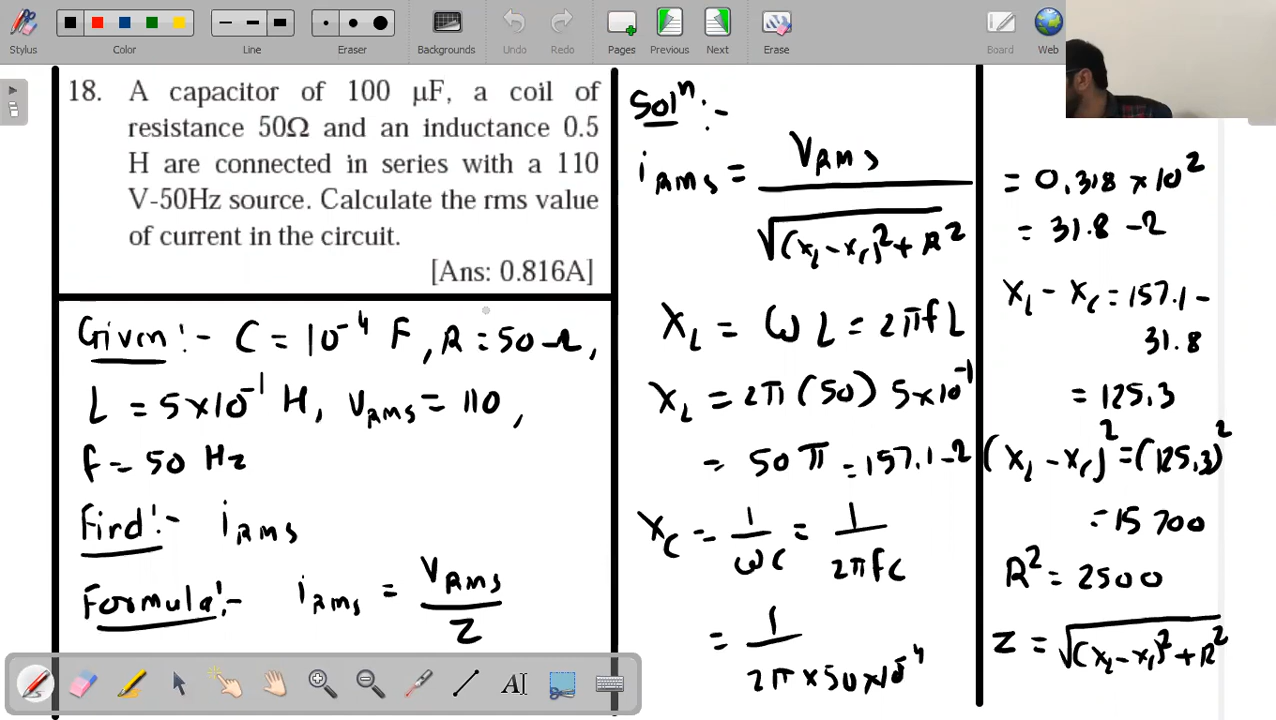 Stylus
Color
Line
Eraser
Backgrounds
Undo
Redo
Pages
Previous
Next
Erase
Board
Web
18. A capacitor of 100 μF, a coil of
resistance 50Ω and an inductance 0.5
H are connected in series with a 110
V-50Hz source. Calculate the rms value
of current in the circuit.
[Ans: 0.816A]
Given:- C = 10⁻⁴ F, R = 50 Ω,
L = 5×10⁻¹ H, VRMS = 110,
f = 50 Hz
Find:- iRMS
Formula:- iRMS = VRMS / Z
Solⁿ:-
iRMS = VRMS / √(XL - XC)² + R²
XL = ωL = 2πfL
XL = 2π(50) 5×10⁻¹
= 50π = 157.1 Ω
XC = 1/ωC = 1/2πfC
= 1/2π×50×10⁻⁴
= 0.318 × 10²
= 31.8 Ω
XL - XC = 157.1 -
31.8
= 125.3
(XL - XC)² = (125.3)²
= 15700
R² = 2500
Z = √(XL - XC)² + R²
AI